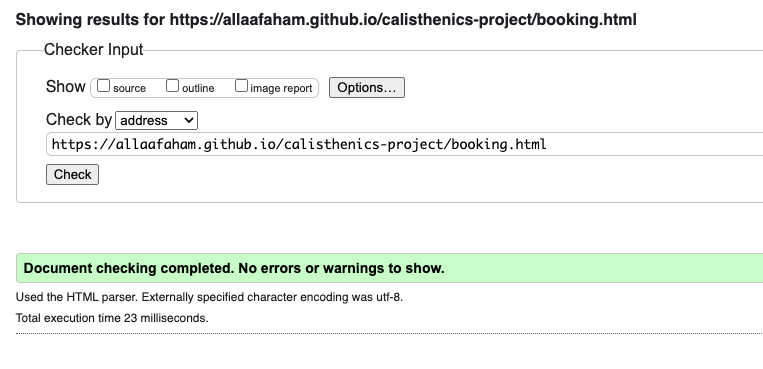 Showing results for https://allaafaham.github.io/calisthenics-project/booking.html
Checker Input
Show source outline image report Options...
Check by address
https://allaafaham.github.io/calisthenics-project/booking.html
Check
Document checking completed. No errors or warnings to show.
Used the HTML parser. Externally specified character encoding was utf-8.
Total execution time 23 milliseconds.